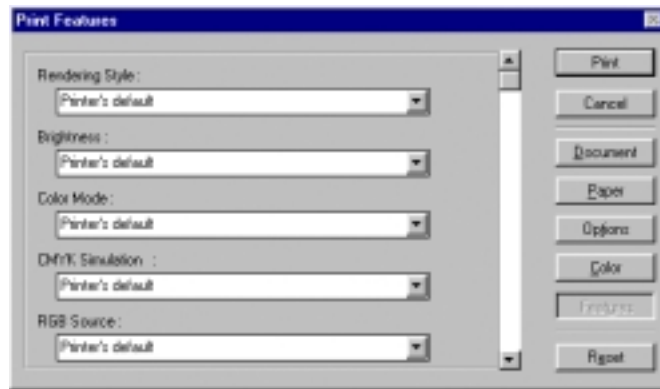 Print Features
Rendering Style :
Printer's default
Brightness :
Printer's default
Color Mode :
Printer's default
CMYK Simulation :
Printer's default
RGB Source :
Printer's default
Print
Cancel
Document
Paper
Options
Color
Features
Reset